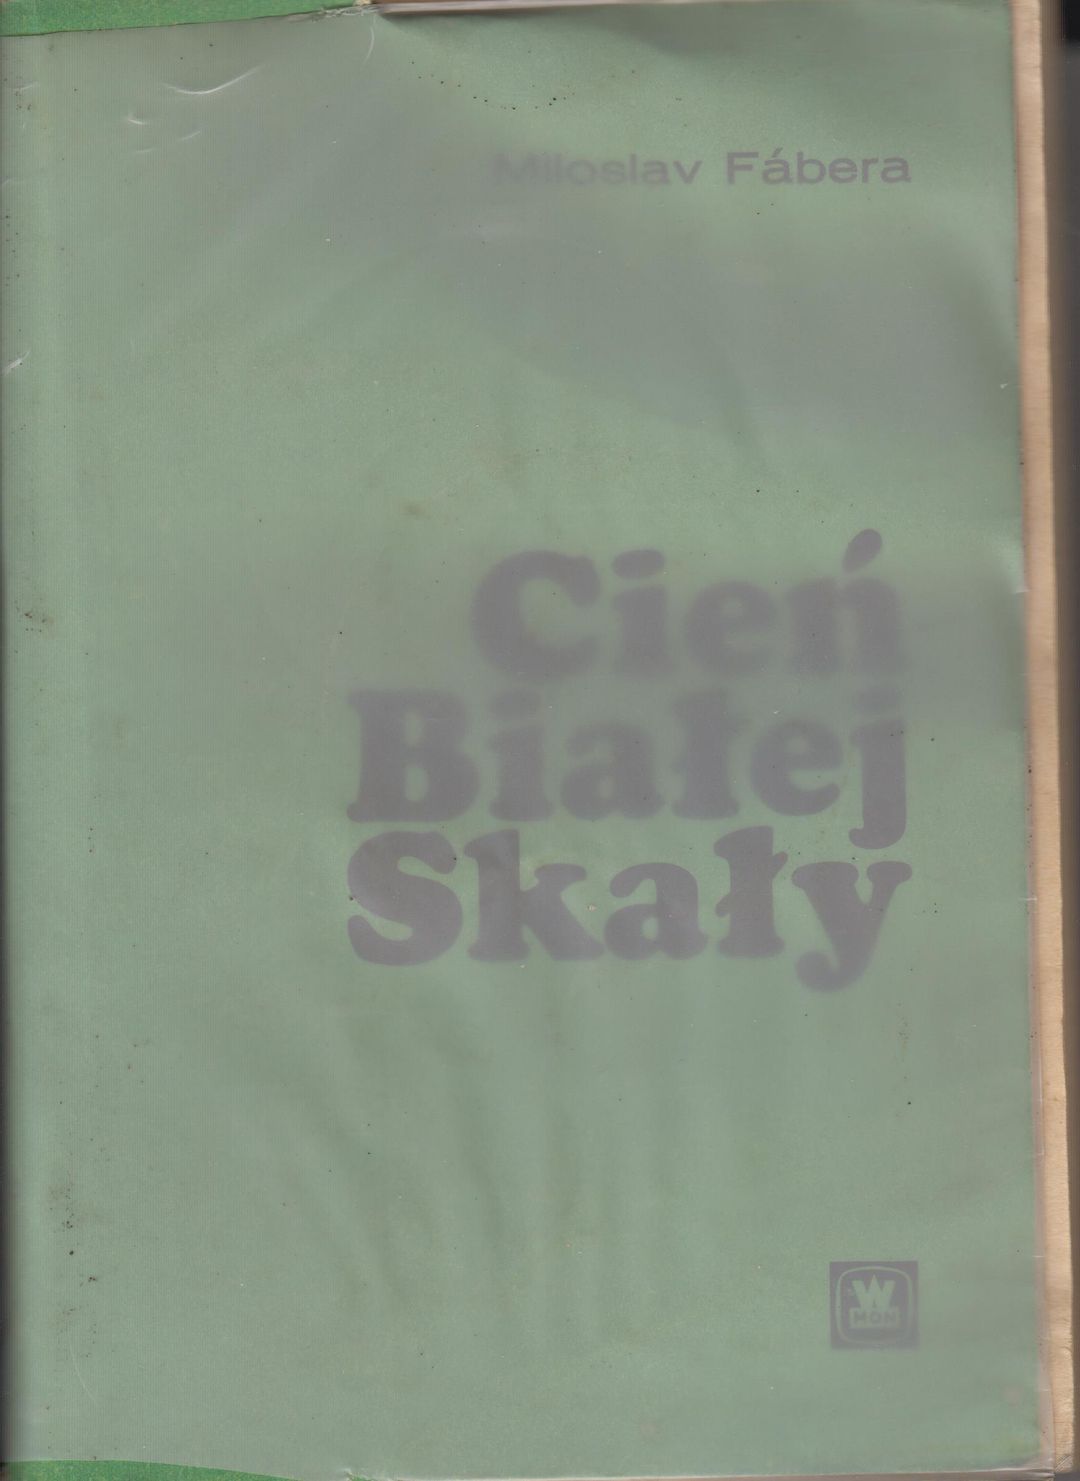 Miloslav Fábera
Cień
Białej
Skały
W
MON